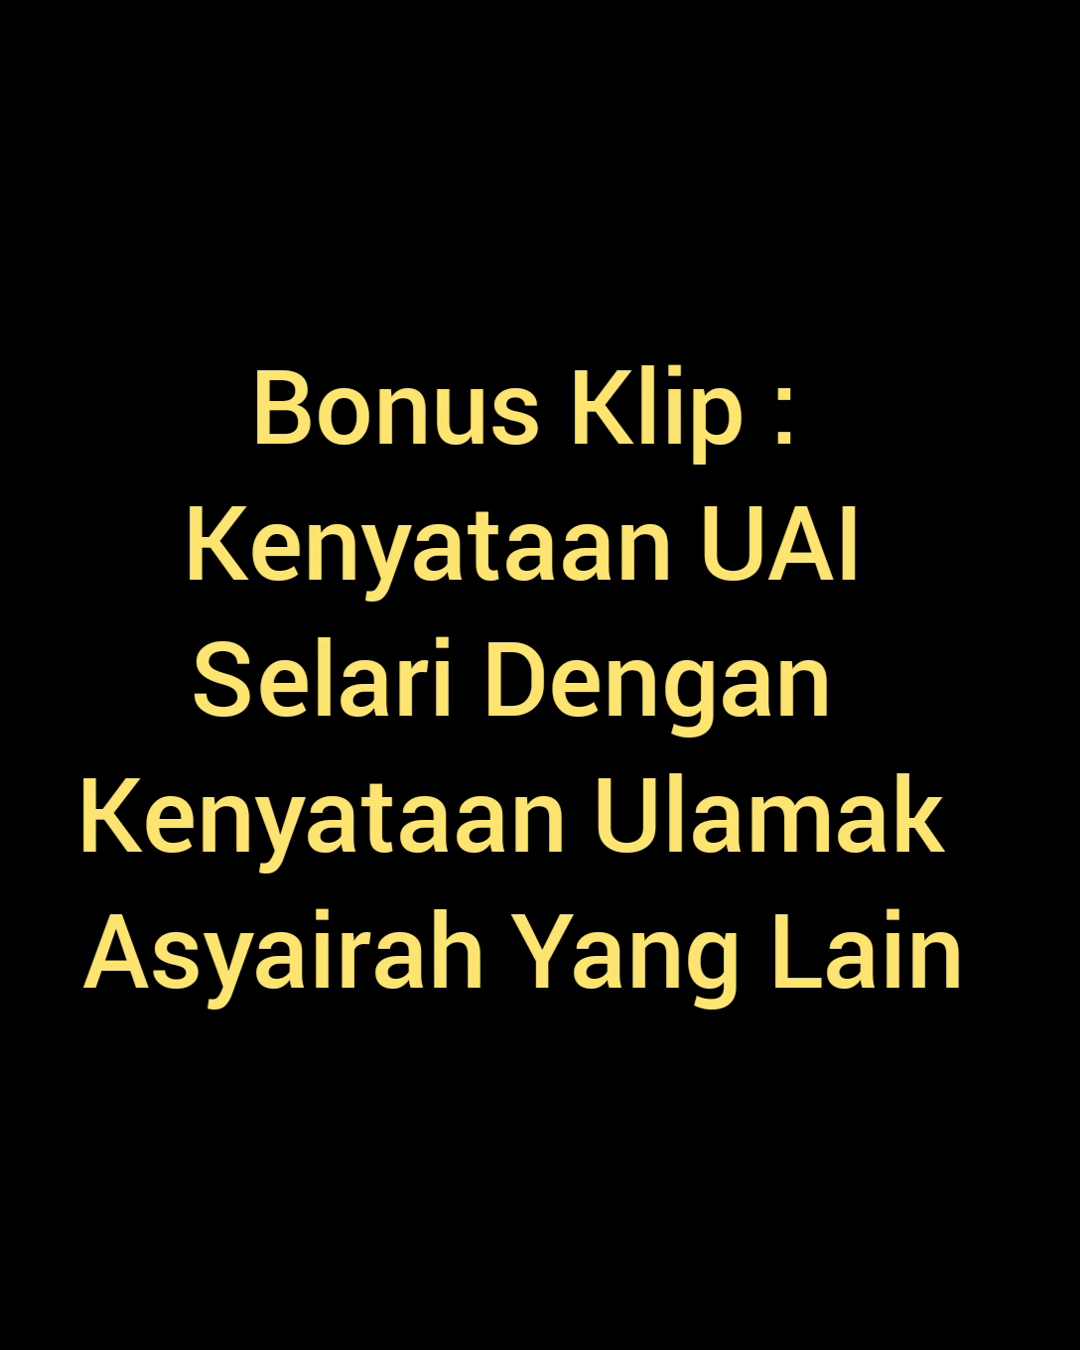 Bonus Klip :
Kenyataan UAI
Selari Dengan
Kenyataan Ulamak
Asyairah Yang Lain